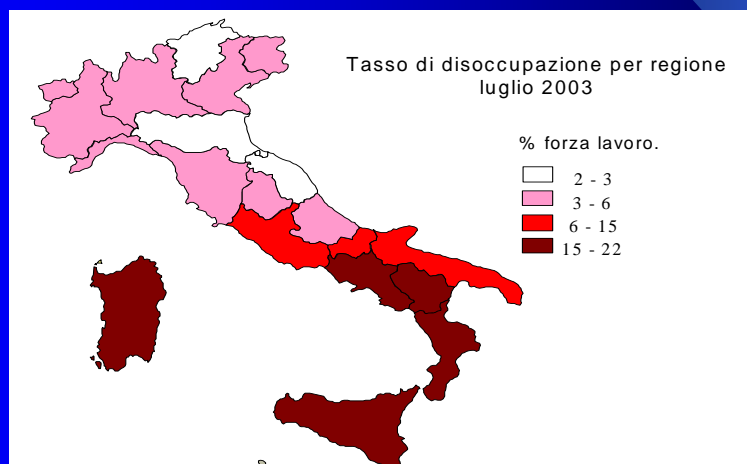 Tasso di disoccupazione per regione
luglio 2003
% forza lavoro.
2 - 3
3 - 6
6 - 15
15 - 22